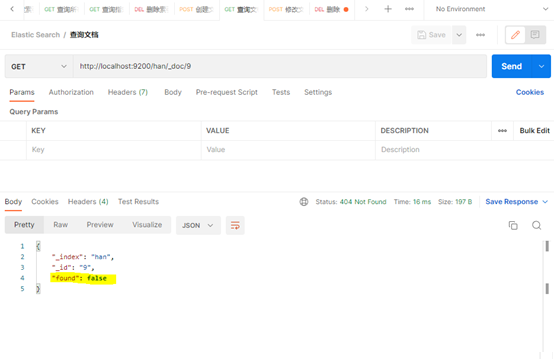 GET 查询
GET 查询
DEL 删除
POST 创建
GET 查询文
POST 修改文
DEL 删除
No Environment
Elastic Search / 查询文档
Save
GET
http://localhost:9200/han/_doc/9
Send
Params
Authorization
Headers (7)
Body
Pre-request Script
Tests
Settings
Cookies
Query Params
KEY
VALUE
DESCRIPTION
Bulk Edit
Key
Value
Description
Body
Cookies
Headers (4)
Test Results
Status: 404 Not Found
Time: 16 ms
Size: 197 B
Save Response
Pretty
Raw
Preview
Visualize
JSON
1 {
2 "_index": "han",
3 "_id": "9",
4 "found": false
5 }